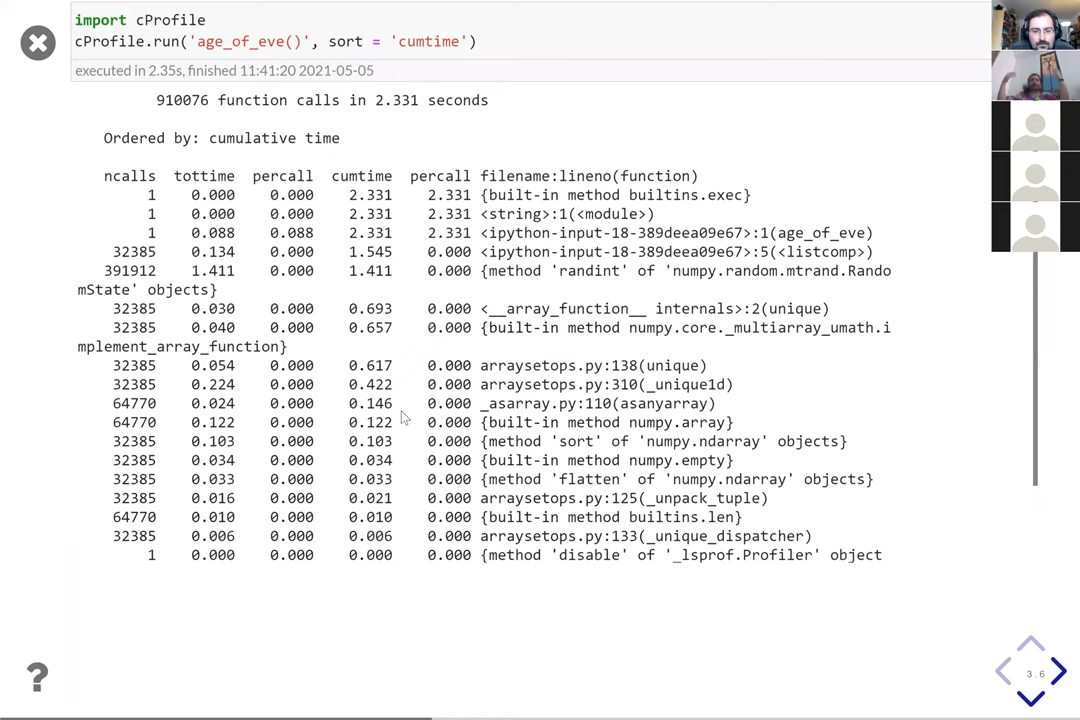 import cProfile
cProfile.run('age_of_eve()', sort = 'cumtime')
executed in 2.35s, finished 11:41:20 2021-05-05
910076 function calls in 2.331 seconds
Ordered by: cumulative time
ncalls tottime percall cumtime percall filename:lineno(function)
1 0.000 0.000 2.331 2.331 {built-in method builtins.exec}
1 0.000 0.000 2.331 2.331 <string>:1(<module>)
1 0.088 0.088 2.331 2.331 <ipython-input-18-389deea09e67>:1(age_of_eve)
32385 0.134 0.000 1.545 0.000 <ipython-input-18-389deea09e67>:5(<listcomp>)
391912 1.411 0.000 1.411 0.000 {method 'randint' of 'numpy.random.mtrand.Rando
mState' objects}
32385 0.030 0.000 0.693 0.000 <__array_function__ internals>:2(unique)
32385 0.040 0.000 0.657 0.000 {built-in method numpy.core._multiarray_umath.i
mplement_array_function}
32385 0.054 0.000 0.617 0.000 arraysetops.py:138(unique)
32385 0.224 0.000 0.422 0.000 arraysetops.py:310(_unique1d)
64770 0.024 0.000 0.146 0.000 _asarray.py:110(asanyarray)
64770 0.122 0.000 0.122 0.000 {built-in method numpy.array}
32385 0.103 0.000 0.103 0.000 {method 'sort' of 'numpy.ndarray' objects}
32385 0.034 0.000 0.034 0.000 {built-in method numpy.empty}
32385 0.033 0.000 0.033 0.000 {method 'flatten' of 'numpy.ndarray' objects}
32385 0.016 0.000 0.021 0.000 arraysetops.py:125(_unpack_tuple)
64770 0.010 0.000 0.010 0.000 {built-in method builtins.len}
32385 0.006 0.000 0.006 0.000 arraysetops.py:133(_unique_dispatcher)
1 0.000 0.000 0.000 0.000 {method 'disable' of '_lsprof.Profiler' object
?
3.6